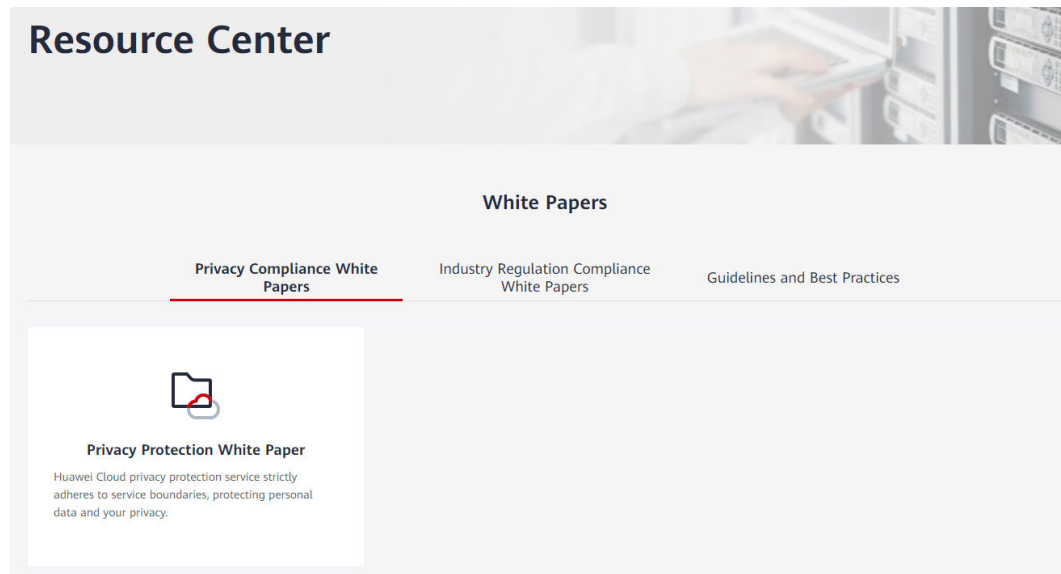 Resource Center
White Papers
Privacy Compliance White
Papers
Industry Regulation Compliance
White Papers
Guidelines and Best Practices
Privacy Protection White Paper
Huawei Cloud privacy protection service strictly
adheres to service boundaries, protecting personal
data and your privacy.